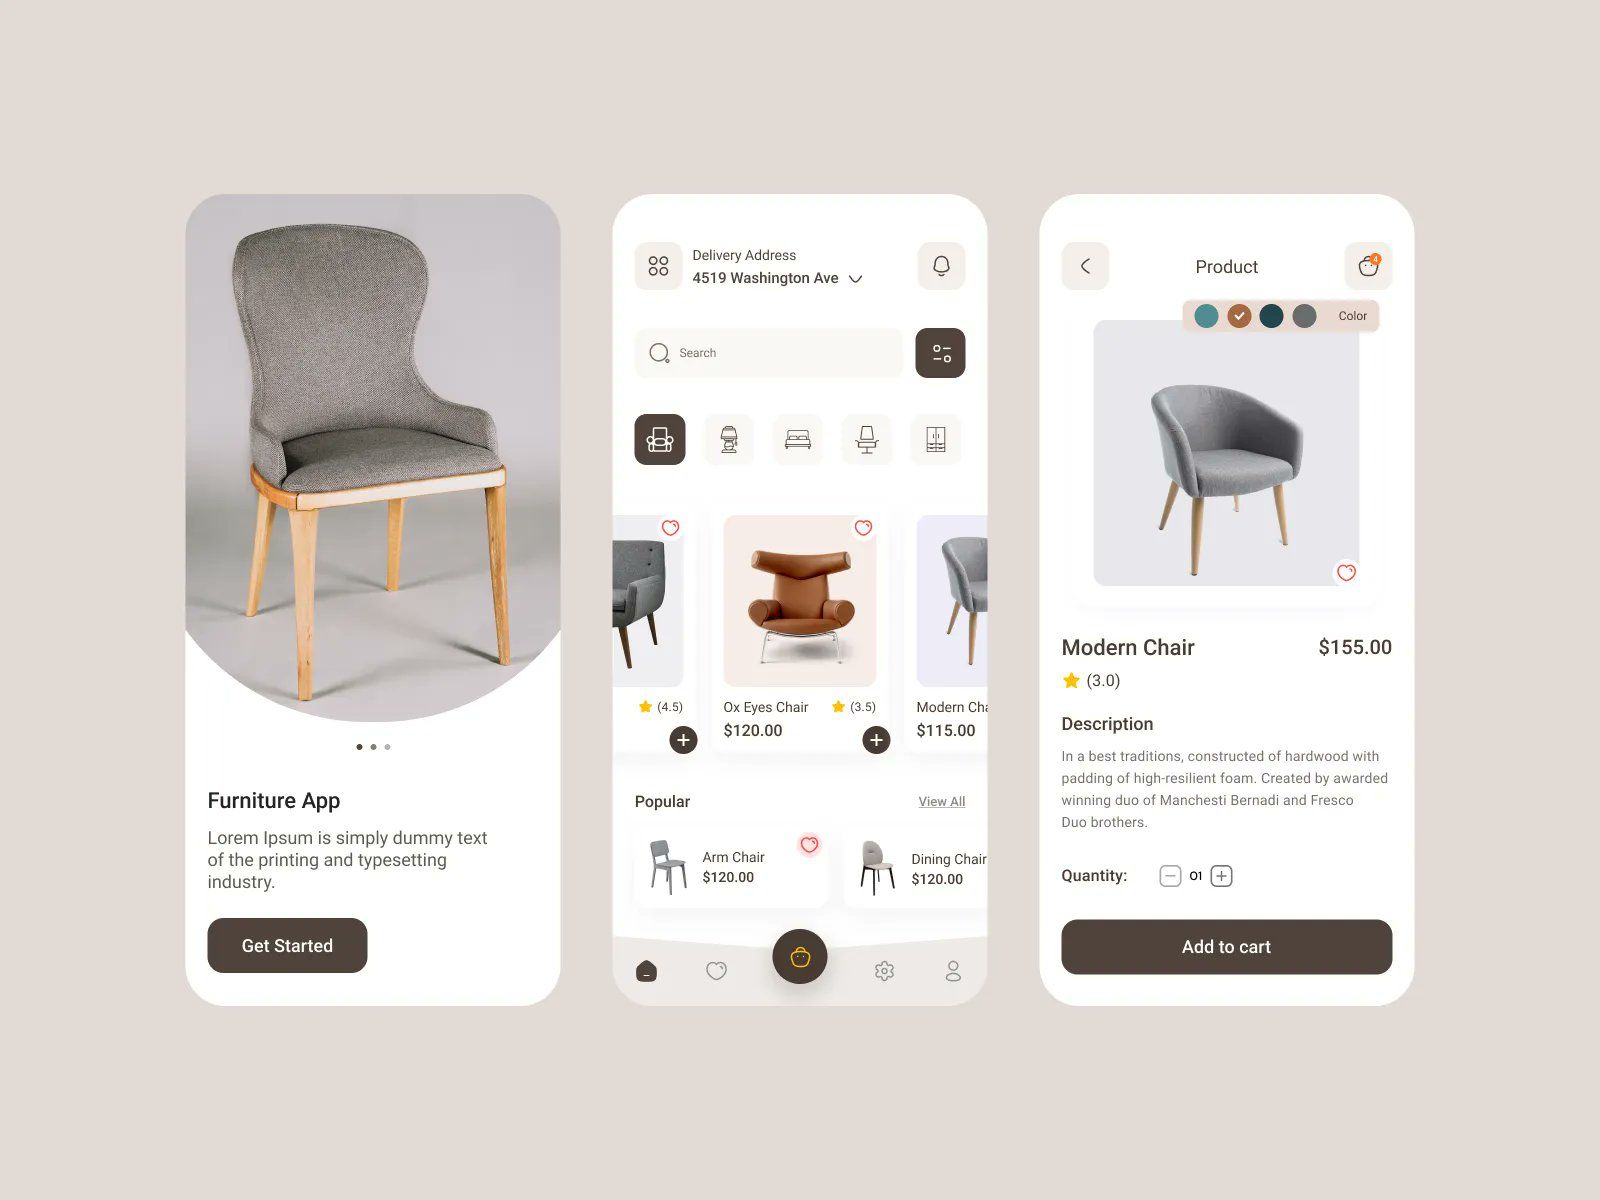 Furniture App
Lorem Ipsum is simply dummy text
of the printing and typesetting
industry.
Get Started
Delivery Address
4519 Washington Ave
Search
(4.5)
Ox Eyes Chair (3.5)
$120.00
Modern Cha
$115.00
Popular View All
Arm Chair
$120.00
Dining Chair
$120.00
Product
4
Color
Modern Chair $155.00
(3.0)
Description
In a best traditions, constructed of hardwood with
padding of high-resilient foam. Created by awarded
winning duo of Manchesti Bernadi and Fresco
Duo brothers.
Quantity: 01
Add to cart